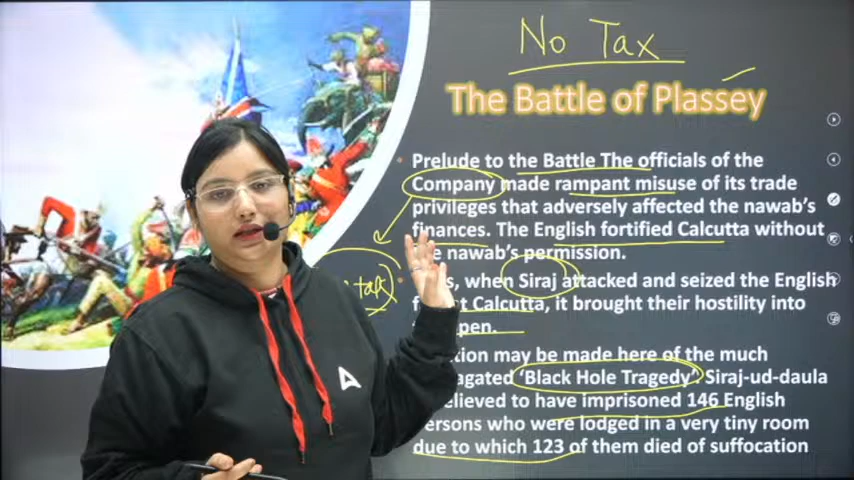 No Tax
The Battle of Plassey
Prelude to the Battle The officials of the
Company made rampant misuse of its trade
privileges that adversely affected the nawab's
finances. The English fortified Calcutta without
nawab's permission.
when Siraj attacked and seized the English
Calcutta, it brought their hostility into
may be made here of the much
'Black Hole Tragedy'. Siraj-ud-daula
to have imprisoned 146 English
who were lodged in a very tiny room
due to which 123 of them died of suffocation